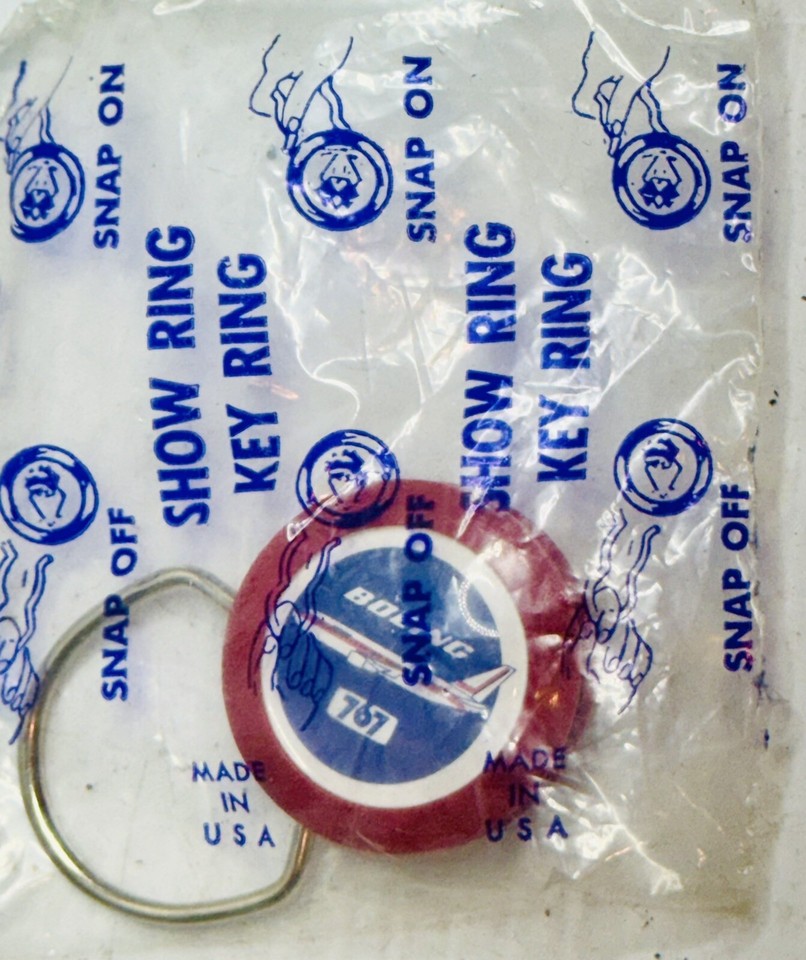 SNAP ON
SNAP ON
SNAP ON
SHOW RING
KEY RING
SHOW RING
KEY RING
SNAP OFF
SNAP OFF
SNAP OFF
BOEING
767
MADE
IN
USA
MADE
IN
USA